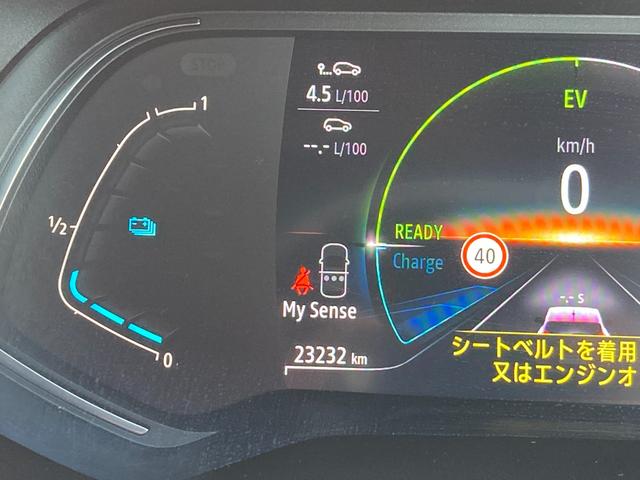 STOP
1
4.5 L/100
--.- L/100
EV
km/h
0
1/2
READY
Charge
40
My Sense
-.- s
シートベルトを着用
又はエンジンオ
23232 km
0